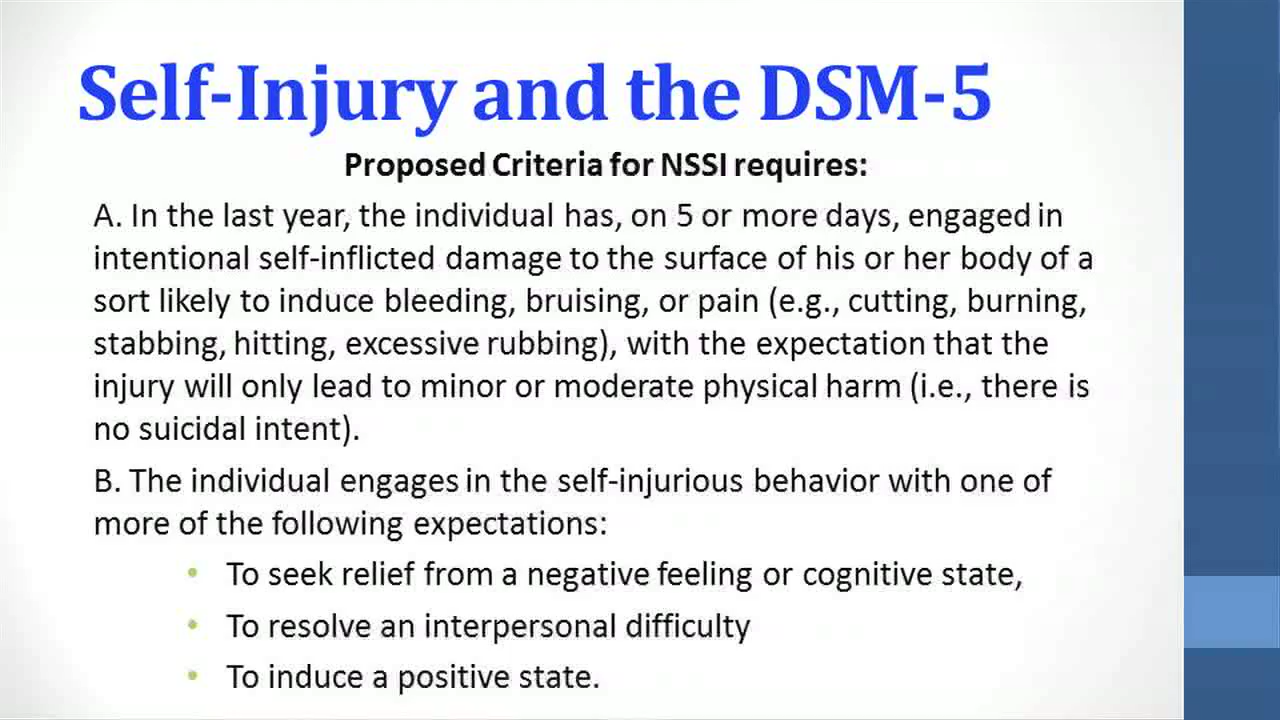 Self-Injury and the DSM-5
Proposed Criteria for NSSI requires:
A. In the last year, the individual has, on 5 or more days, engaged in
intentional self-inflicted damage to the surface of his or her body of a
sort likely to induce bleeding, bruising, or pain (e.g., cutting, burning,
stabbing, hitting, excessive rubbing), with the expectation that the
injury will only lead to minor or moderate physical harm (i.e., there is
no suicidal intent).
B. The individual engages in the self-injurious behavior with one of
more of the following expectations:
• To seek relief from a negative feeling or cognitive state,
• To resolve an interpersonal difficulty
• To induce a positive state.